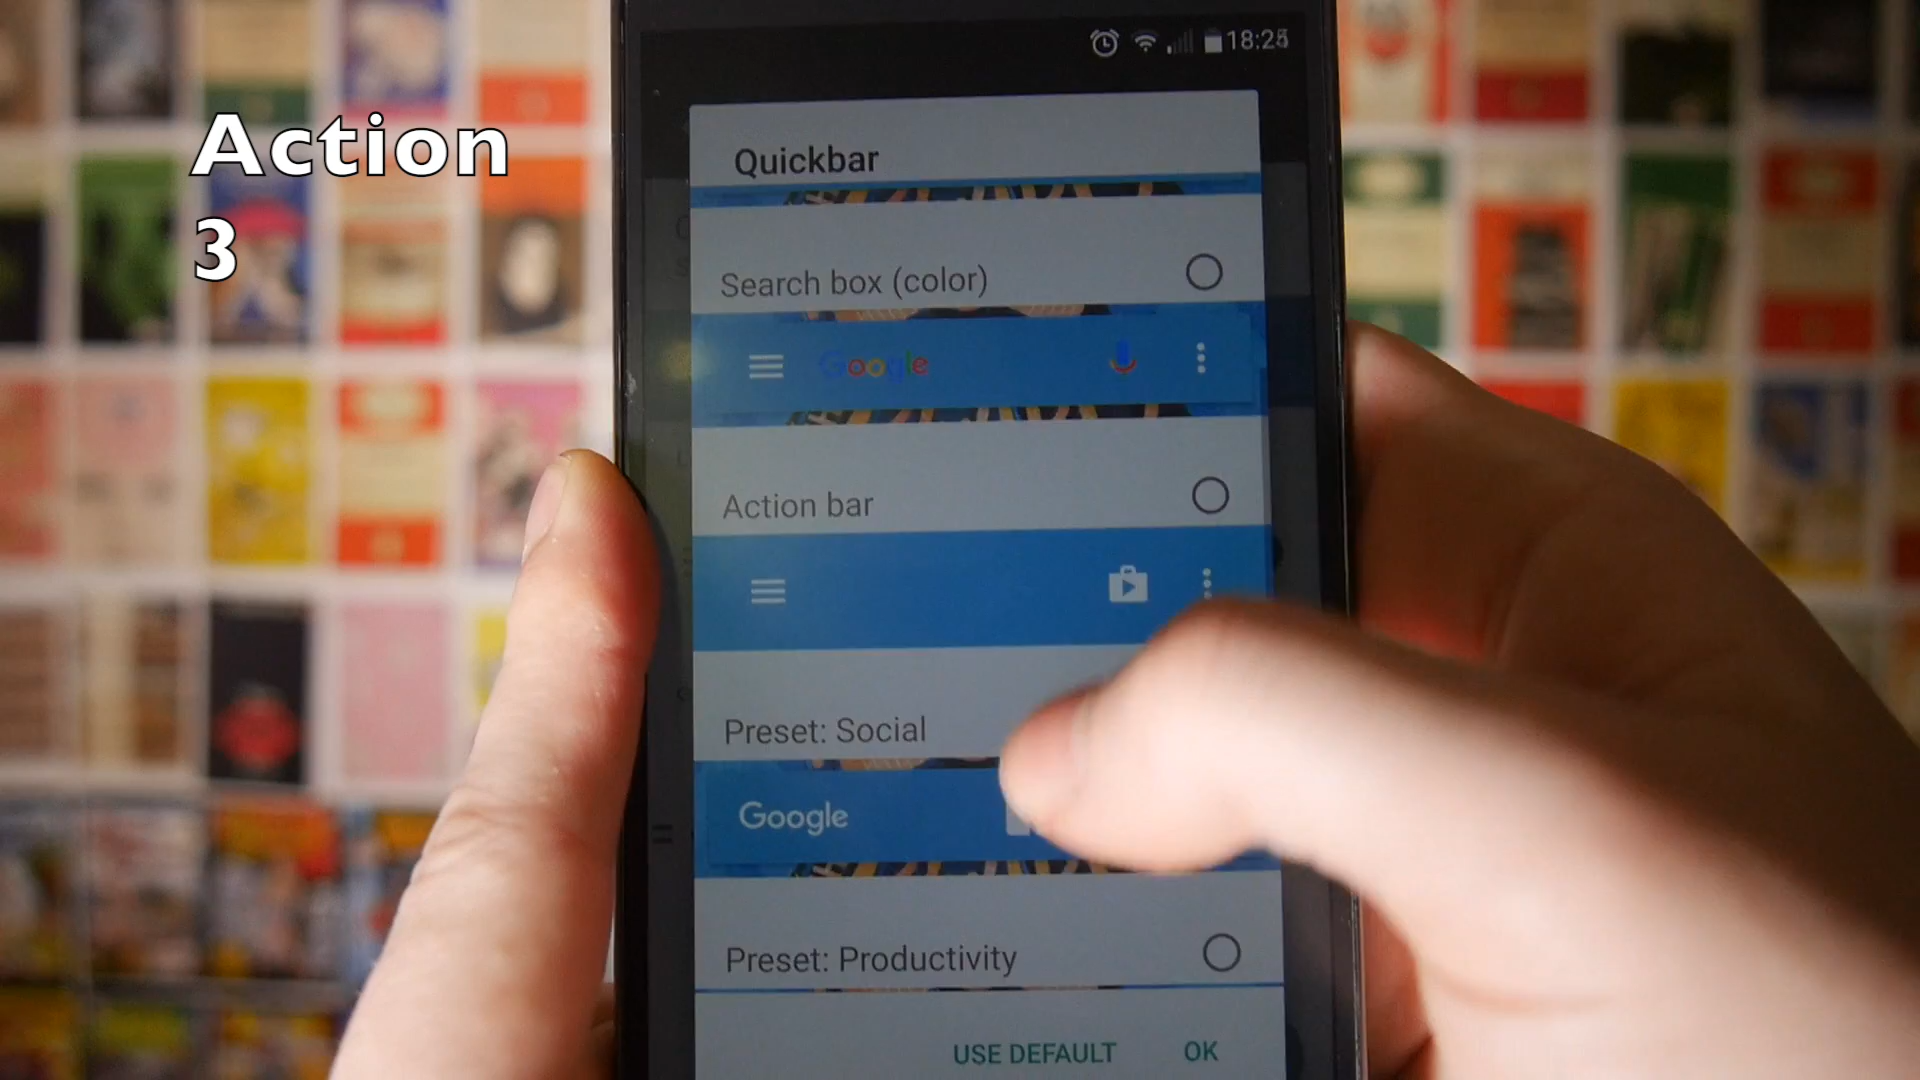 Action
3
18:25
Quickbar
Search box (color)
Google
Action bar
Preset: Social
Google
Preset: Productivity
USE DEFAULT OK